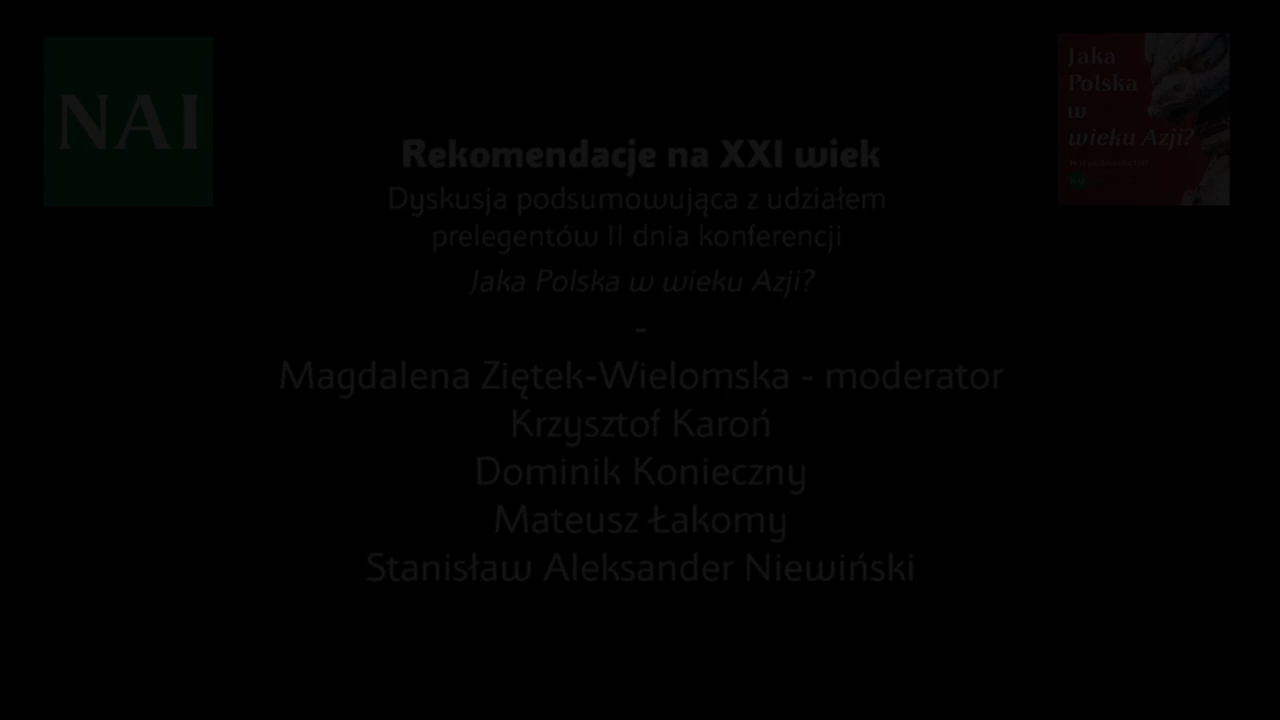 NAI
Jaka
Polska
w
wieku Azji?
Rekomendacje na XXI wiek
Dyskusja podsumowująca z udziałem
prelegentów II dnia konferencji
Jaka Polska w wieku Azji?
-
Magdalena Ziętek-Wielomska - moderator
Krzysztof Karoń
Dominik Konieczny
Mateusz Łakomy
Stanisław Aleksander Niewiński